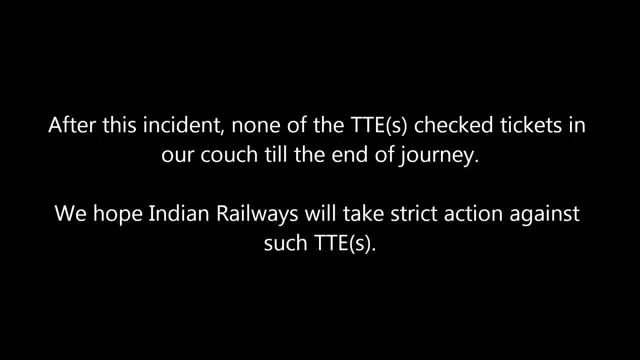 After this incident, none of the TTE(s) checked tickets in
our couch till the end of journey.
We hope Indian Railways will take strict action against
such TTE(s).